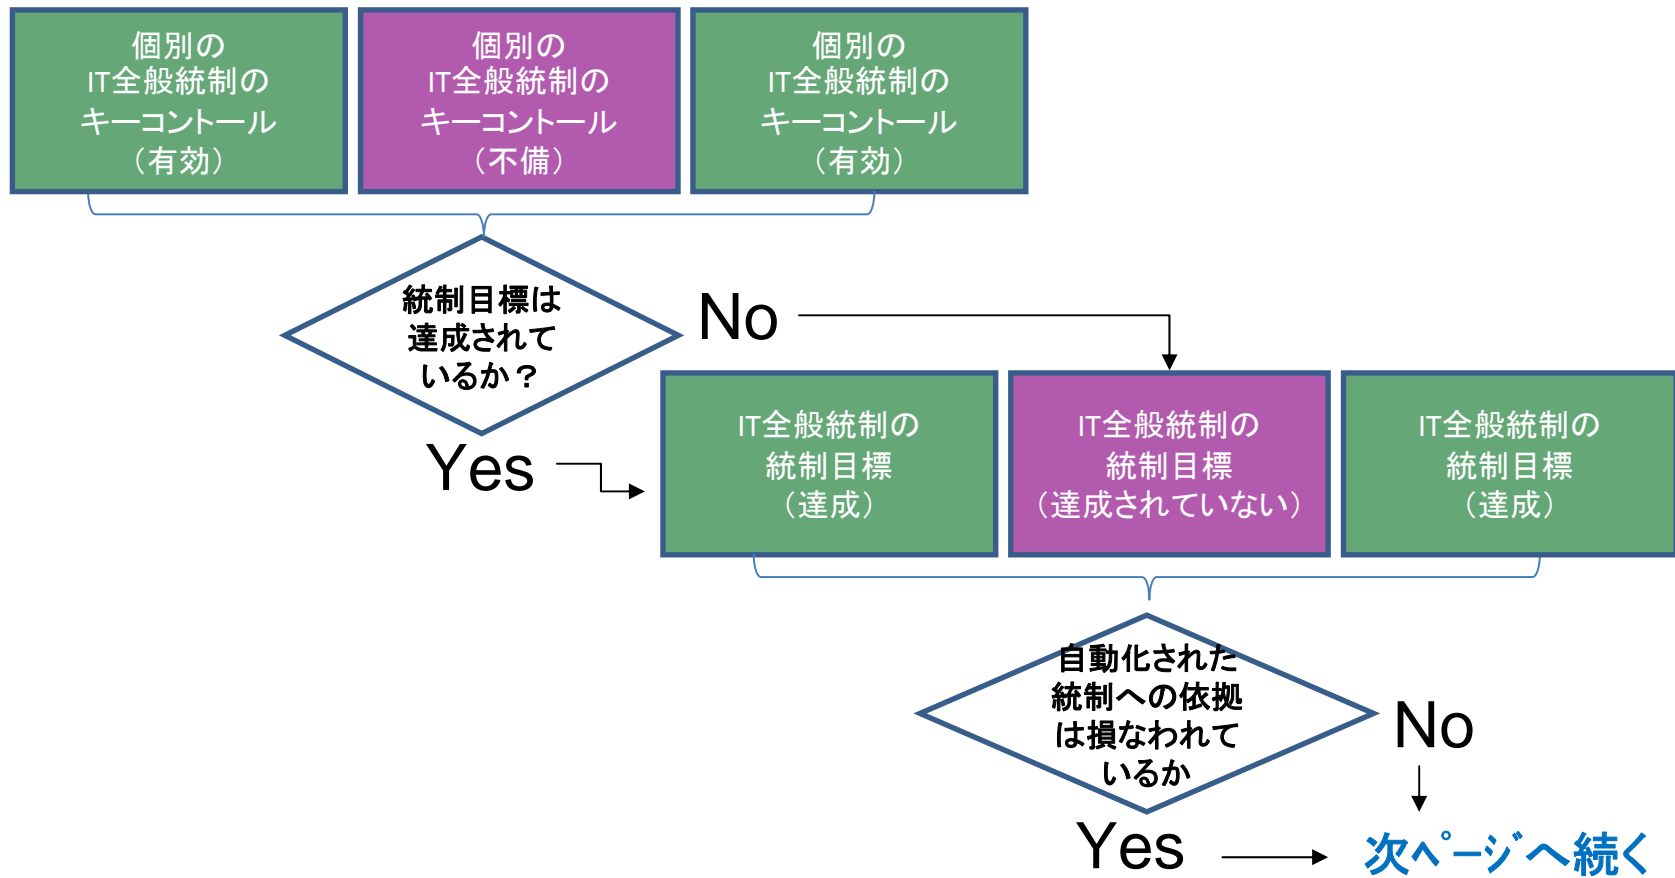 個別の
IT全般統制の
キーコントロール
（有効）
個別の
IT全般統制の
キーコントロール
（不備）
個別の
IT全般統制の
キーコントロール
（有効）
統制目標は
達成されて
いるか？
No
Yes
IT全般統制の
統制目標
（達成）
IT全般統制の
統制目標
（達成されていない）
IT全般統制の
統制目標
（達成）
自動化された
統制への依拠
は損なわれて
いるか
No
Yes
次ﾍﾟｰｼﾞへ続く